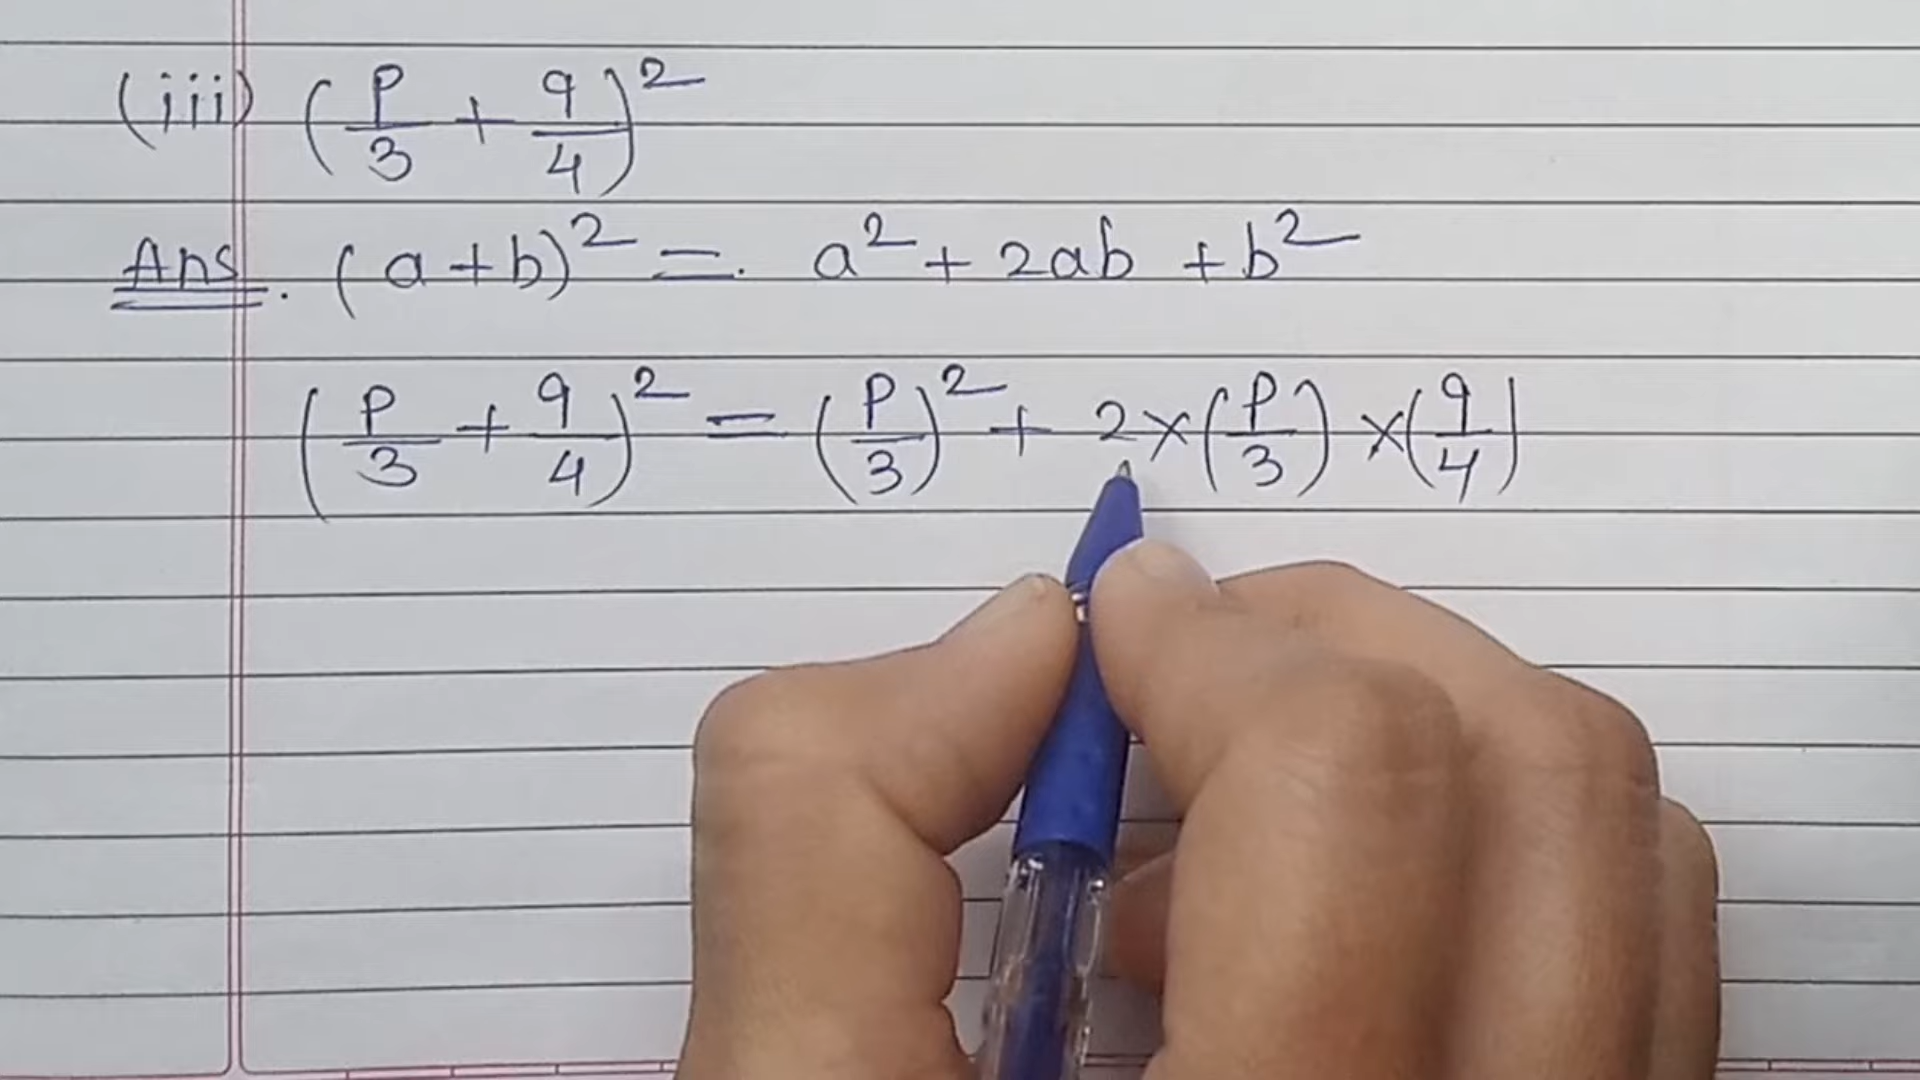 (iii) (p/3 + q/4)²
Ans. (a+b)² = a² + 2ab + b²
(p/3 + q/4)² = (p/3)² + 2×(p/3)×(q/4)